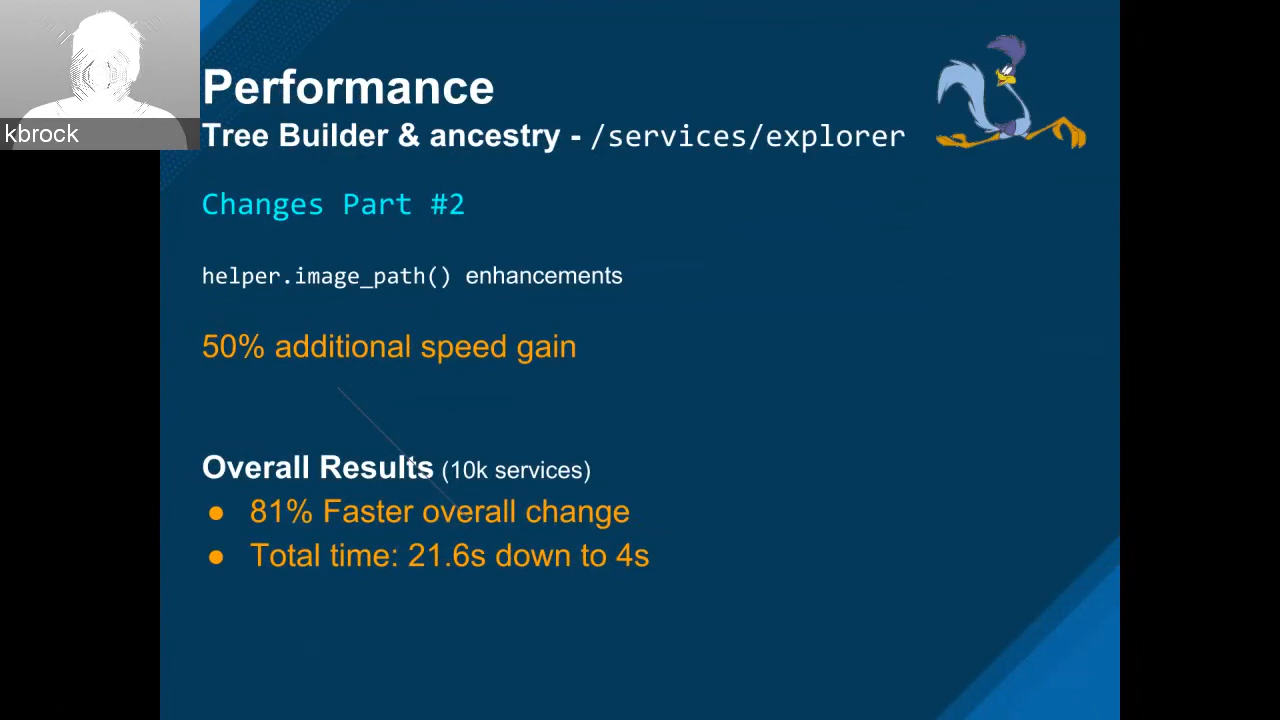 kbrock
Performance
Tree Builder & ancestry - /services/explorer
Changes Part #2
helper.image_path() enhancements
50% additional speed gain
Overall Results (10k services)
● 81% Faster overall change
● Total time: 21.6s down to 4s